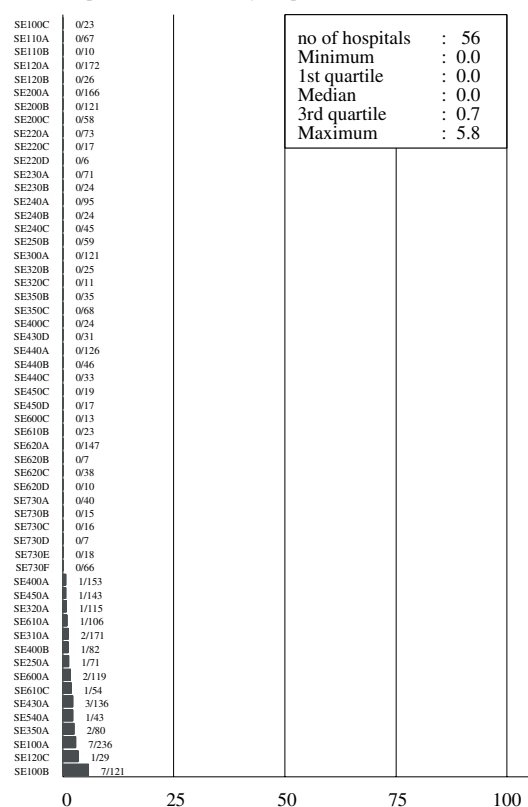 SE100C 0/23
SE110A 0/67
SE110B 0/10
SE120A 0/172
SE120B 0/26
SE200A 0/166
SE200B 0/121
SE200C 0/58
SE220A 0/73
SE220C 0/17
SE220D 0/6
SE230A 0/71
SE230B 0/24
SE240A 0/95
SE240B 0/24
SE240C 0/45
SE250B 0/59
SE300A 0/121
SE320B 0/25
SE320C 0/11
SE350B 0/35
SE350C 0/68
SE400C 0/24
SE430D 0/31
SE440A 0/126
SE440B 0/46
SE440C 0/33
SE450C 0/19
SE450D 0/17
SE600C 0/13
SE610B 0/23
SE620A 0/147
SE620B 0/7
SE620C 0/38
SE620D 0/10
SE730A 0/40
SE730B 0/15
SE730C 0/16
SE730D 0/7
SE730E 0/18
SE730F 0/66
SE400A 1/153
SE450A 1/143
SE320A 1/115
SE610A 1/106
SE310A 2/171
SE400B 1/82
SE250A 1/71
SE600A 2/119
SE610C 1/54
SE430A 3/136
SE540A 1/43
SE350A 2/80
SE100A 7/236
SE120C 1/29
SE100B 7/121
no of hospitals : 56
Minimum : 0.0
1st quartile : 0.0
Median : 0.0
3rd quartile : 0.7
Maximum : 5.8
0 25 50 75 100